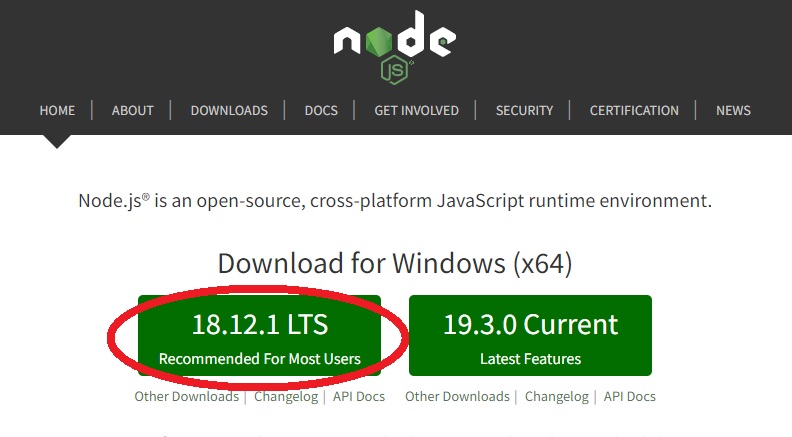 node
JS
HOME | ABOUT | DOWNLOADS | DOCS | GET INVOLVED | SECURITY | CERTIFICATION | NEWS
Node.js® is an open-source, cross-platform JavaScript runtime environment.
Download for Windows (x64)
18.12.1 LTS
Recommended For Most Users
19.3.0 Current
Latest Features
Other Downloads | Changelog | API Docs
Other Downloads | Changelog | API Docs